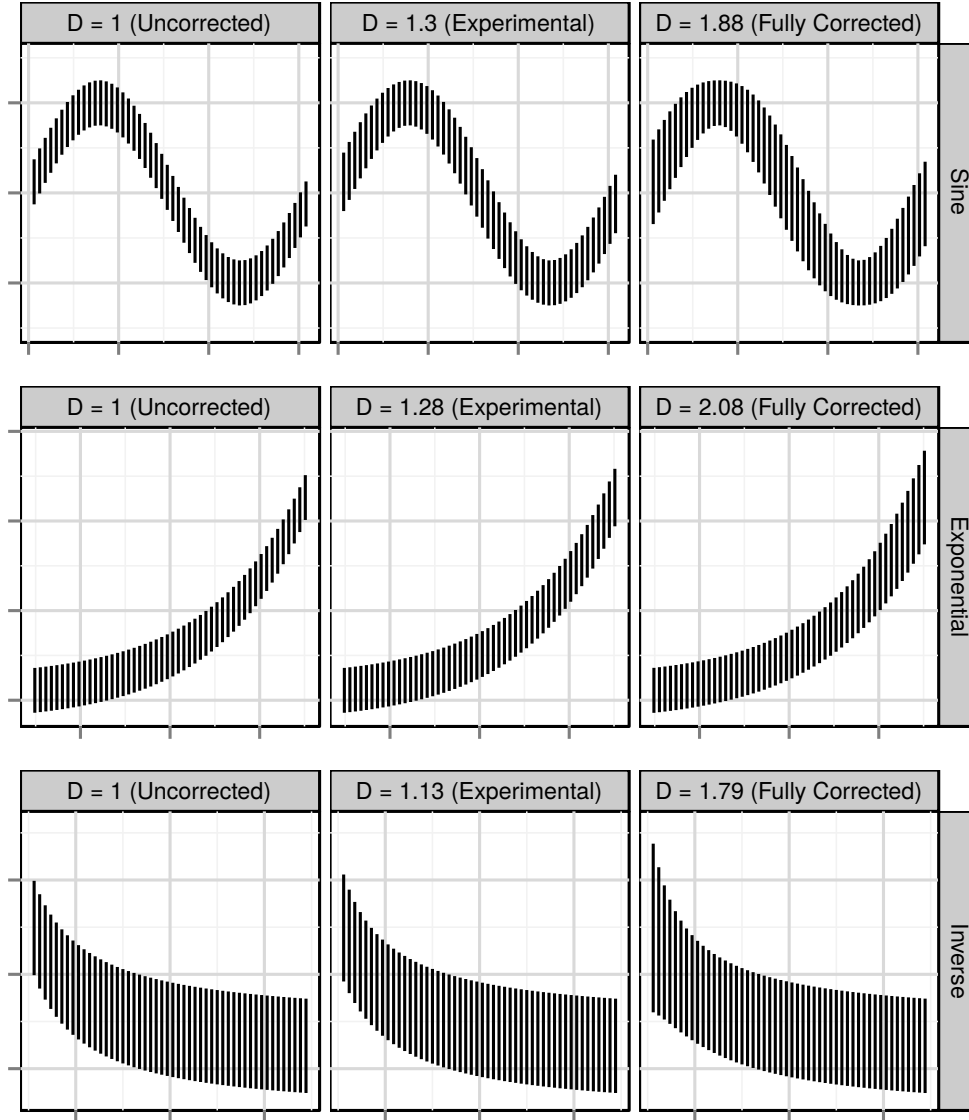 D = 1 (Uncorrected)
D = 1.3 (Experimental)
D = 1.88 (Fully Corrected)
Sine
D = 1 (Uncorrected)
D = 1.28 (Experimental)
D = 2.08 (Fully Corrected)
Exponential
D = 1 (Uncorrected)
D = 1.13 (Experimental)
D = 1.79 (Fully Corrected)
Inverse